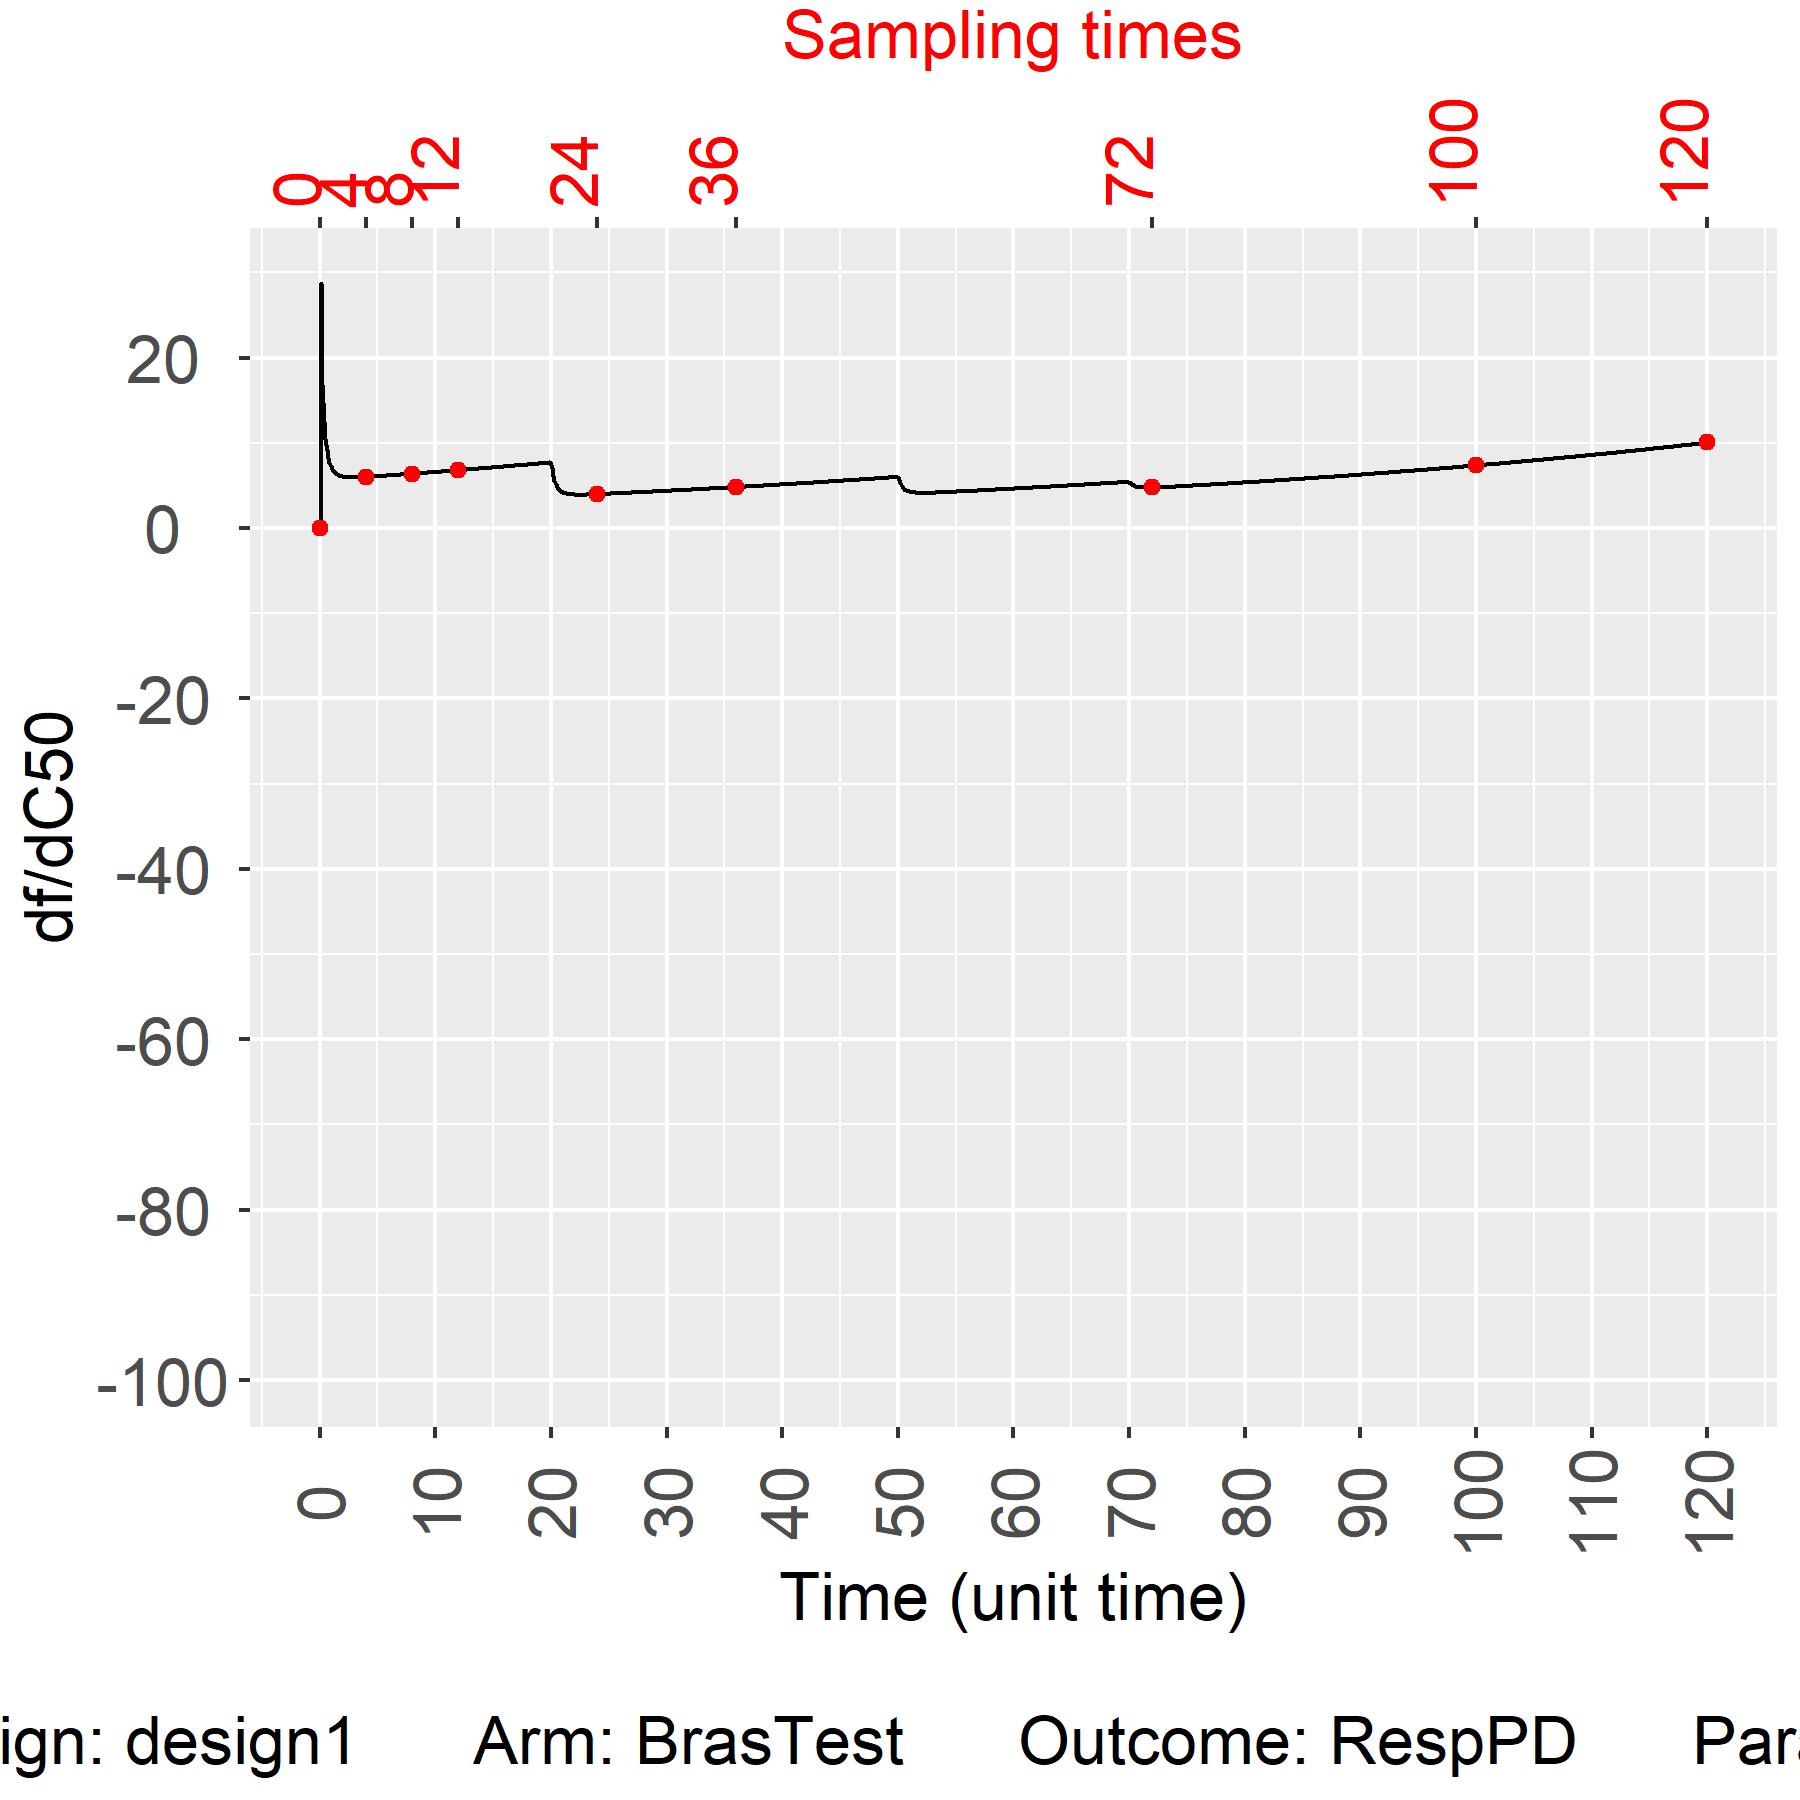 Sampling times
0 4 8 12 24 36 72 100 120
20
0
-20
-40
-60
-80
-100
df/dC50
0 10 20 30 40 50 60 70 80 90 100 110 120
Time (unit time)
ign: design1 Arm: BrasTest Outcome: RespPD Para